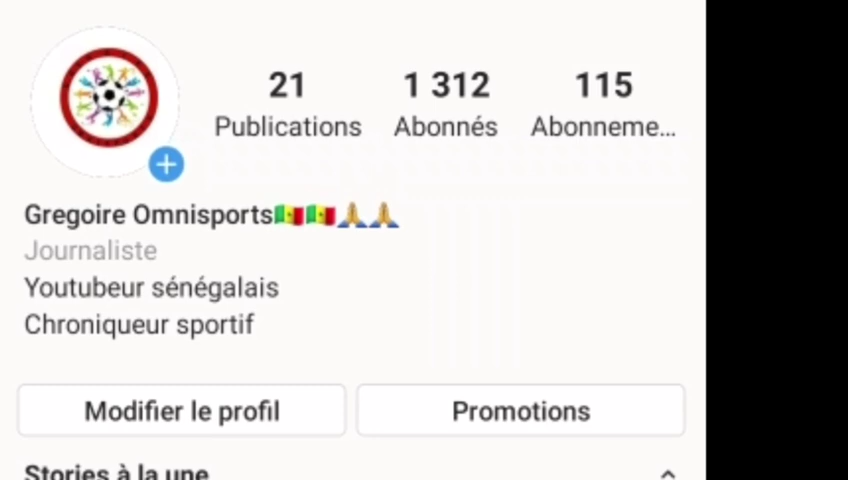 21 1 312 115
Publications Abonnés Abonneme...
Gregoire Omnisports🇸🇳🇸🇳🙏🙏
Journaliste
Youtubeur sénégalais
Chroniqueur sportif
Modifier le profil Promotions
Stories à la une